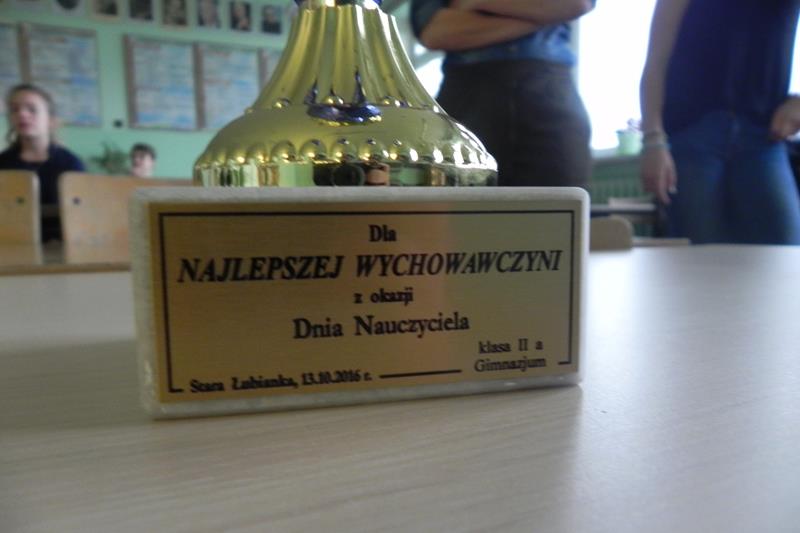 Dla
NAJLEPSZEJ WYCHOWAWCZYNI
z okazji
Dnia Nauczyciela
klasa II a
Gimnazjum
Stara Łubianka, 13.10.2016 r.